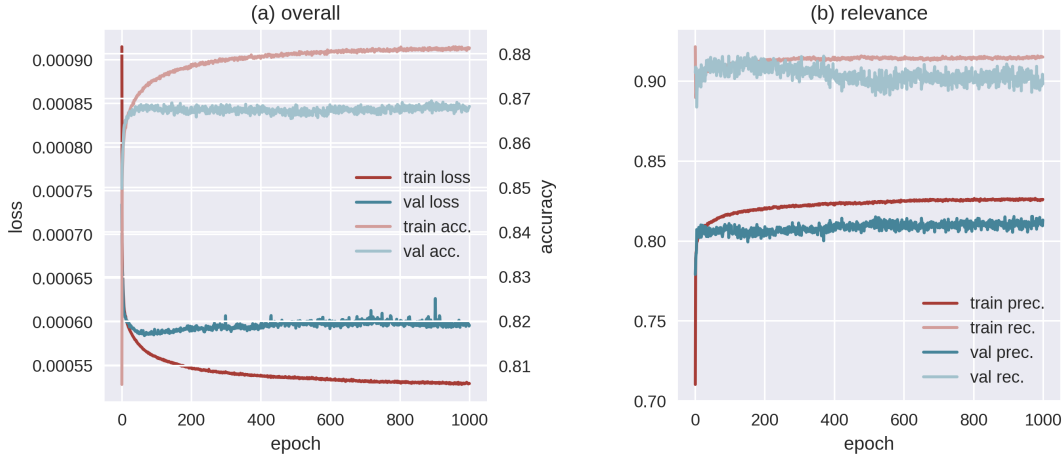 (a) overall
loss
0.00090
0.00085
0.00080
0.00075
0.00070
0.00065
0.00060
0.00055
0.88
0.87
0.86
0.85
0.84
0.83
0.82
0.81
accuracy
train loss
val loss
train acc.
val acc.
0 200 400 600 800 1000
epoch
(b) relevance
0.90
0.85
0.80
0.75
0.70
train prec.
train rec.
val prec.
val rec.
0 200 400 600 800 1000
epoch